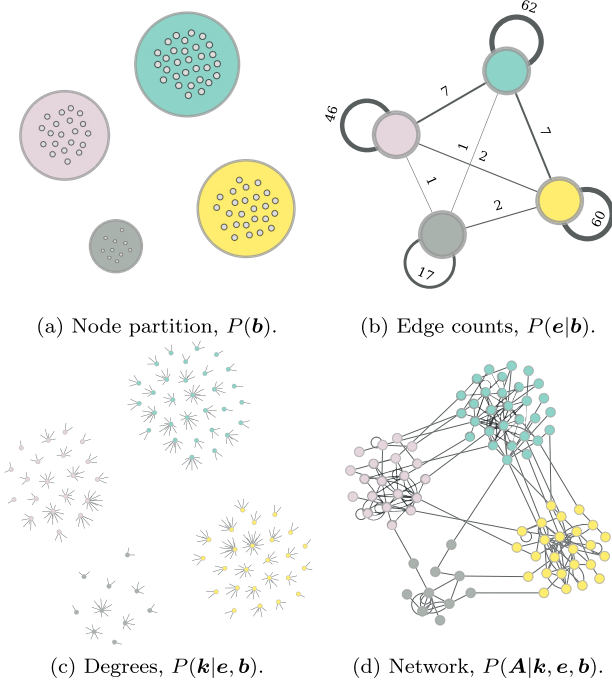 62
46
7
7
1
2
1
2
60
17
(a) Node partition, P(b).
(b) Edge counts, P(e|b).
(c) Degrees, P(k|e, b).
(d) Network, P(A|k, e, b).